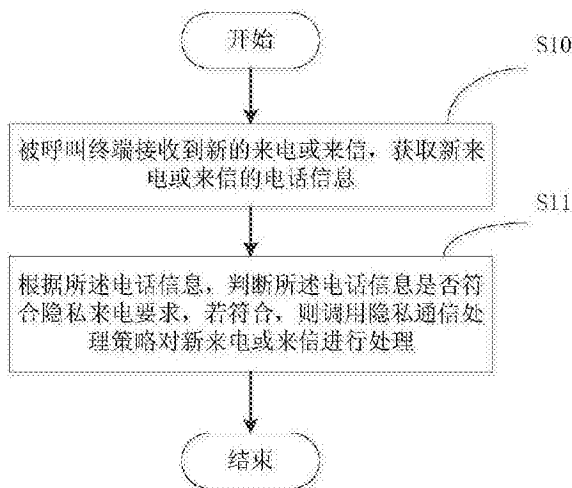 开始
S10
被呼叫终端接收到新的来电或来信，获取新来
电或来信的电话信息
S11
根据所述电话信息，判断所述电话信息是否符
合隐私来电要求，若符合，则调用隐私通信处
理策略对新来电或来信进行处理
结束